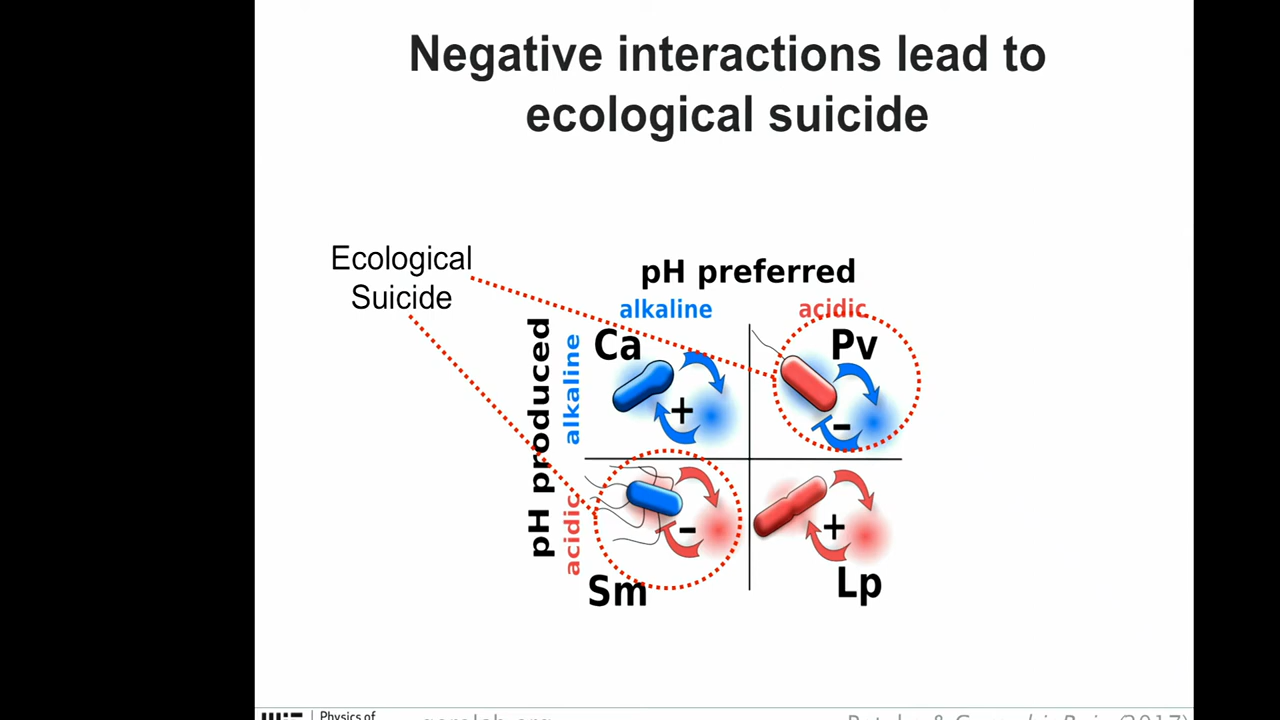 Negative interactions lead to
ecological suicide
Ecological
Suicide
pH preferred
alkaline
acidic
pH produced
alkaline
acidic
Ca
+
Pv
-
Sm
-
Lp
+
Physics of